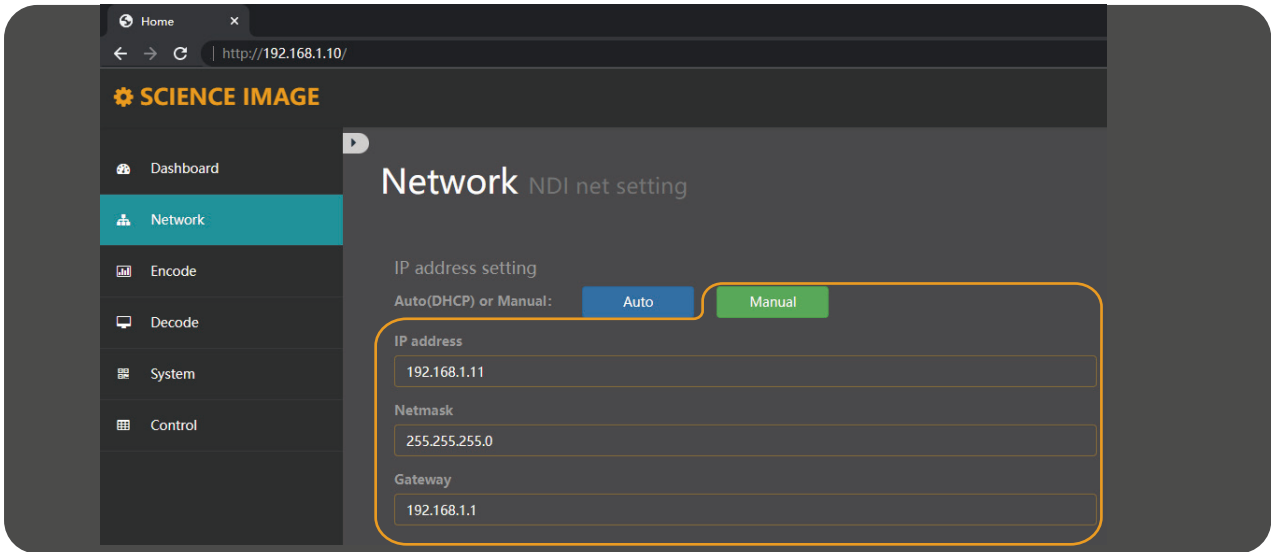 Home
http://192.168.1.10/
SCIENCE IMAGE
Dashboard
Network
Encode
Decode
System
Control
Network NDI net setting
IP address setting
Auto(DHCP) or Manual: Auto Manual
IP address
192.168.1.11
Netmask
255.255.255.0
Gateway
192.168.1.1